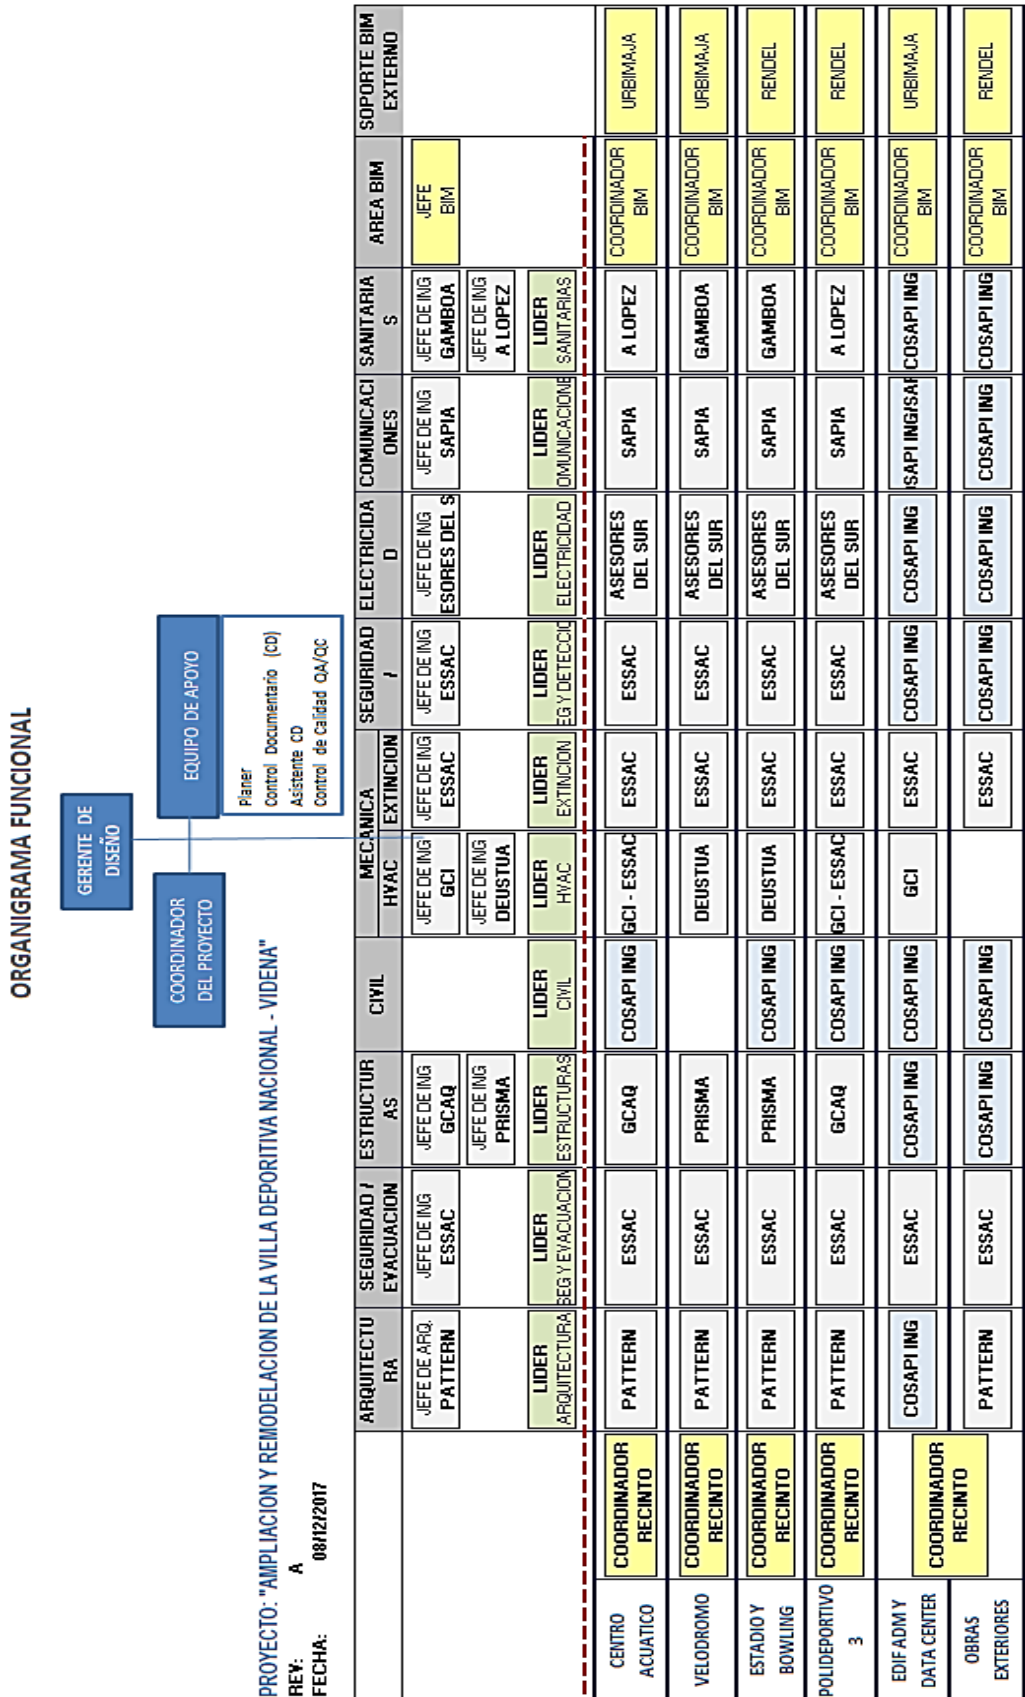 ORGANIGRAMA FUNCIONAL
GERENTE DE
DISEÑO
COORDINADOR
DEL PROYECTO
EQUIPO DE APOYO
Planer
Control Documentario (CD)
Asistente CD
Control de Calidad QA/QC
PROYECTO: "AMPLIACION Y REMODELACION DE LA VILLA DEPORITIVA NACIONAL - VIDENA"
REV: A
FECHA: 08/12/2017
ARQUITECTU
RA
SEGURIDAD /
EVACUACION
ESTRUCTUR
AS
CIVIL
MECANICA
HVAC
EXTINCION
SEGURIDAD
/
ELECTRICIDA
D
COMUNICACI
ONES
SANITARIA
S
AREA BIM
SOPORTE BIM
EXTERNO
JEFE DE ARQ.
PATTERN
JEFE DE ING
ESSAC
JEFE DE ING
GCAQ
JEFE DE ING
GCI
JEFE DE ING
ESSAC
JEFE DE ING
ESSAC
JEFE DE ING
ESORES DEL S
JEFE DE ING
SAPIA
JEFE DE ING
GAMBOA
JEFE
BIM
JEFE DE ING
PRISMA
JEFE DE ING
DEUSTUA
JEFE DE ING
A LOPEZ
LIDER
ARQUITECTURA
LIDER
SEG Y EVACUACION
LIDER
ESTRUCTURAS
LIDER
CIVIL
LIDER
HVAC
LIDER
EXTINCION
LIDER
EG Y DETECCIO
LIDER
ELECTRICIDAD
LIDER
OMUNICACIONE
LIDER
SANITARIAS
CENTRO
ACUATICO
COORDINADOR
RECINTO
PATTERN
ESSAC
GCAQ
COSAPI ING
GCI - ESSAC
ESSAC
ESSAC
ASESORES
DEL SUR
SAPIA
A LOPEZ
COORDINADOR
BIM
URBIMAJA
VELODROMO
COORDINADOR
RECINTO
PATTERN
ESSAC
PRISMA
DEUSTUA
ESSAC
ESSAC
ASESORES
DEL SUR
SAPIA
GAMBOA
COORDINADOR
BIM
URBIMAJA
ESTADIO Y
BOWLING
COORDINADOR
RECINTO
PATTERN
ESSAC
PRISMA
COSAPI ING
DEUSTUA
ESSAC
ESSAC
ASESORES
DEL SUR
SAPIA
GAMBOA
COORDINADOR
BIM
RENDEL
POLIDEPORTIVO
3
COORDINADOR
RECINTO
PATTERN
ESSAC
GCAQ
COSAPI ING
GCI - ESSAC
ESSAC
ESSAC
ASESORES
DEL SUR
SAPIA
A LOPEZ
COORDINADOR
BIM
RENDEL
EDIF ADM Y
DATA CENTER
COORDINADOR
RECINTO
COSAPI ING
ESSAC
COSAPI ING
COSAPI ING
GCI
ESSAC
COSAPI ING
COSAPI ING
SAPI ING/SAP
COSAPI ING
COORDINADOR
BIM
URBIMAJA
OBRAS
EXTERIORES
PATTERN
ESSAC
COSAPI ING
COSAPI ING
ESSAC
COSAPI ING
COSAPI ING
COSAPI ING
COSAPI ING
COORDINADOR
BIM
RENDEL